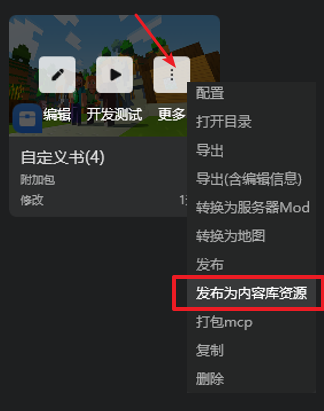 编辑
开发测试
更多
自定义书(4)
附加包
修改
配置
打开目录
导出
导出(含编辑信息)
转换为服务器Mod
转换为地图
发布
发布为内容库资源
打包mcp
复制
删除